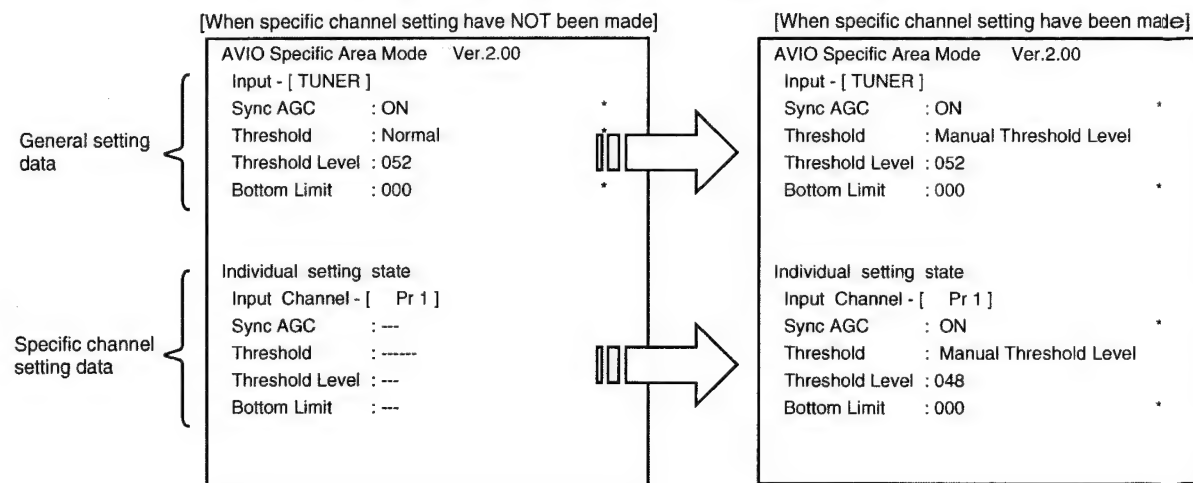 [When specific channel setting have NOT been made]
AVIO Specific Area Mode Ver.2.00
Input - [ TUNER ]
Sync AGC : ON *
Threshold : Normal *
Threshold Level : 052
Bottom Limit : 000 *
General setting
data
Individual setting state
Input Channel - [ Pr 1 ]
Sync AGC : ---
Threshold : ------
Threshold Level : ---
Bottom Limit : ---
Specific channel
setting data
[When specific channel setting have been made]
AVIO Specific Area Mode Ver.2.00
Input - [ TUNER ]
Sync AGC : ON *
Threshold : Manual Threshold Level
Threshold Level : 052
Bottom Limit : 000 *
Individual setting state
Input Channel - [ Pr 1 ]
Sync AGC : ON *
Threshold : Manual Threshold Level
Threshold Level : 048
Bottom Limit : 000 *